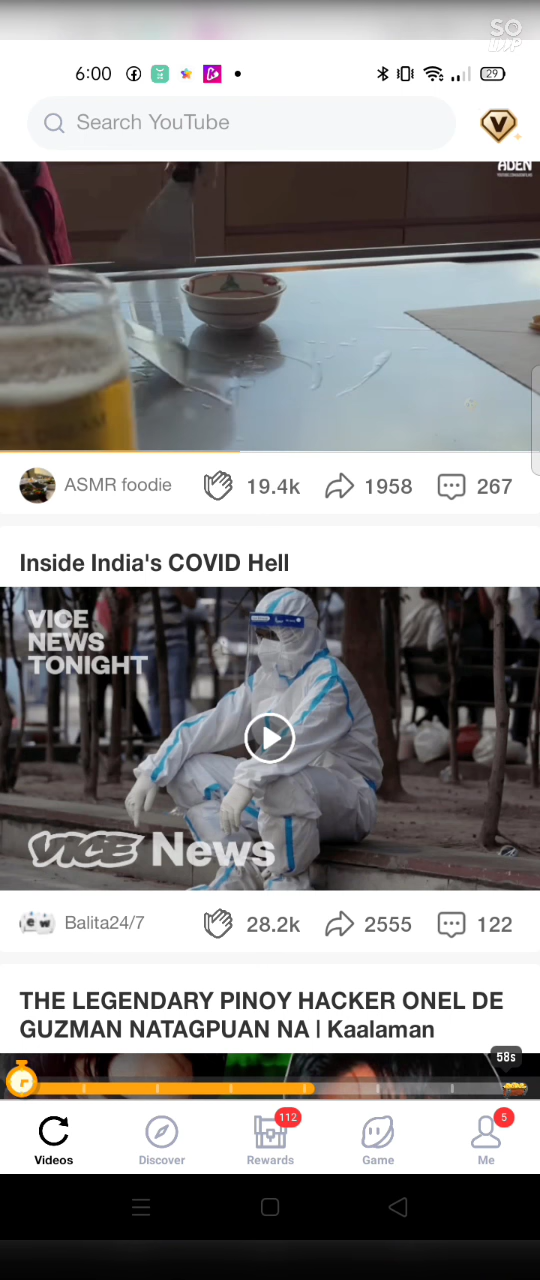 SO
LOOP
6:00
29
Search YouTube
V
ADEN
ASMR foodie
19.4k
1958
267
Inside India's COVID Hell
VICE
NEWS
TONIGHT
VICE News
Balita24/7
28.2k
2555
122
THE LEGENDARY PINOY HACKER ONEL DE
GUZMAN NATAGPUAN NA | Kaalaman
58s
112
5
Videos
Discover
Rewards
Game
Me